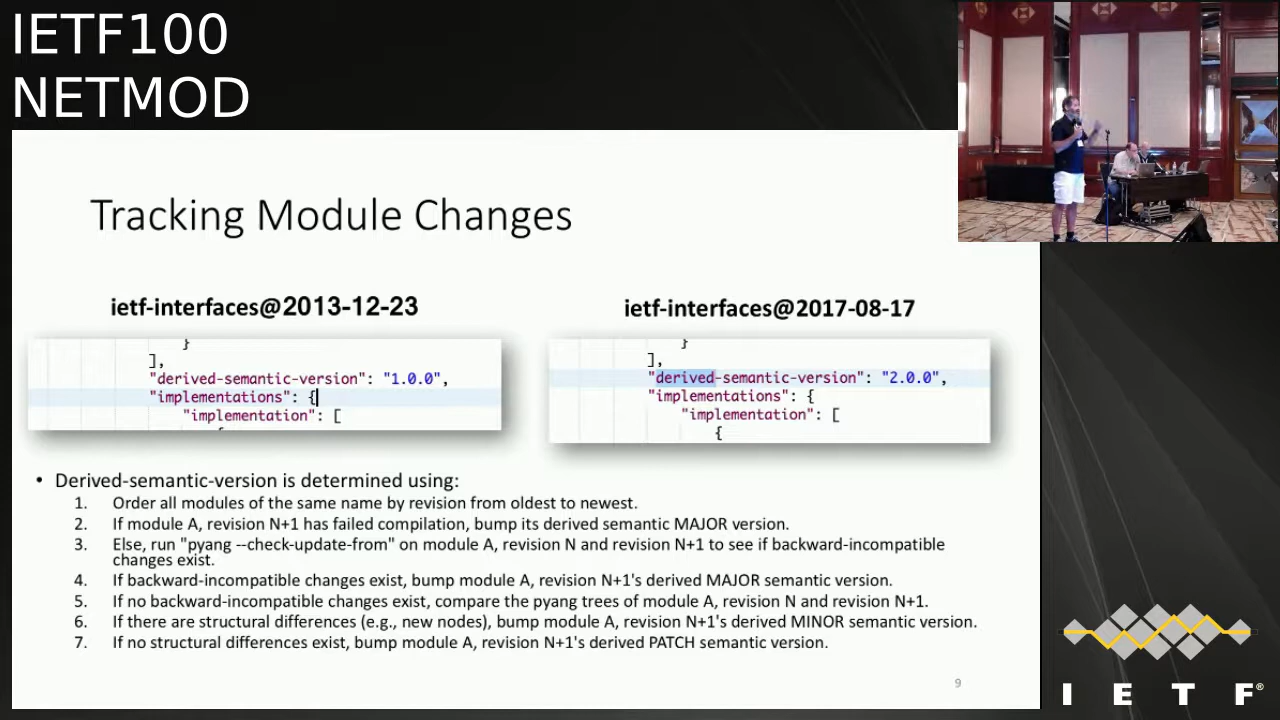 IETF100
NETMOD
Tracking Module Changes
ietf-interfaces@2013-12-23
}
],
"derived-semantic-version": "1.0.0",
"implementations": {
"implementation": [
ietf-interfaces@2017-08-17
}
],
"derived-semantic-version": "2.0.0",
"implementations": {
"implementation": [
{
• Derived-semantic-version is determined using:
1. Order all modules of the same name by revision from oldest to newest.
2. If module A, revision N+1 has failed compilation, bump its derived semantic MAJOR version.
3. Else, run "pyang --check-update-from" on module A, revision N and revision N+1 to see if backward-incompatible
changes exist.
4. If backward-incompatible changes exist, bump module A, revision N+1's derived MAJOR semantic version.
5. If no backward-incompatible changes exist, compare the pyang trees of module A, revision N and revision N+1.
6. If there are structural differences (e.g., new nodes), bump module A, revision N+1's derived MINOR semantic version.
7. If no structural differences exist, bump module A, revision N+1's derived PATCH semantic version.
9
I E T F®